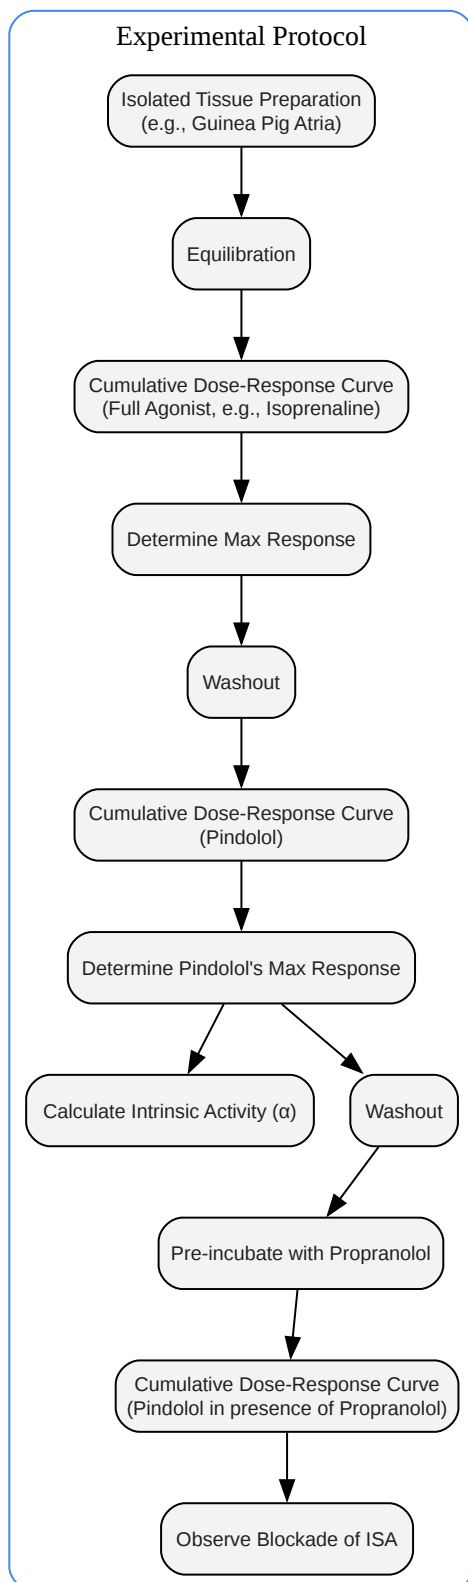 Experimental Protocol
Isolated Tissue Preparation
(e.g., Guinea Pig Atria)
Equilibration
Cumulative Dose-Response Curve
(Full Agonist, e.g., Isoprenaline)
Determine Max Response
Washout
Cumulative Dose-Response Curve
(Pindolol)
Determine Pindolol's Max Response
Calculate Intrinsic Activity (α)
Washout
Pre-incubate with Propranolol
Cumulative Dose-Response Curve
(Pindolol in presence of Propranolol)
Observe Blockade of ISA